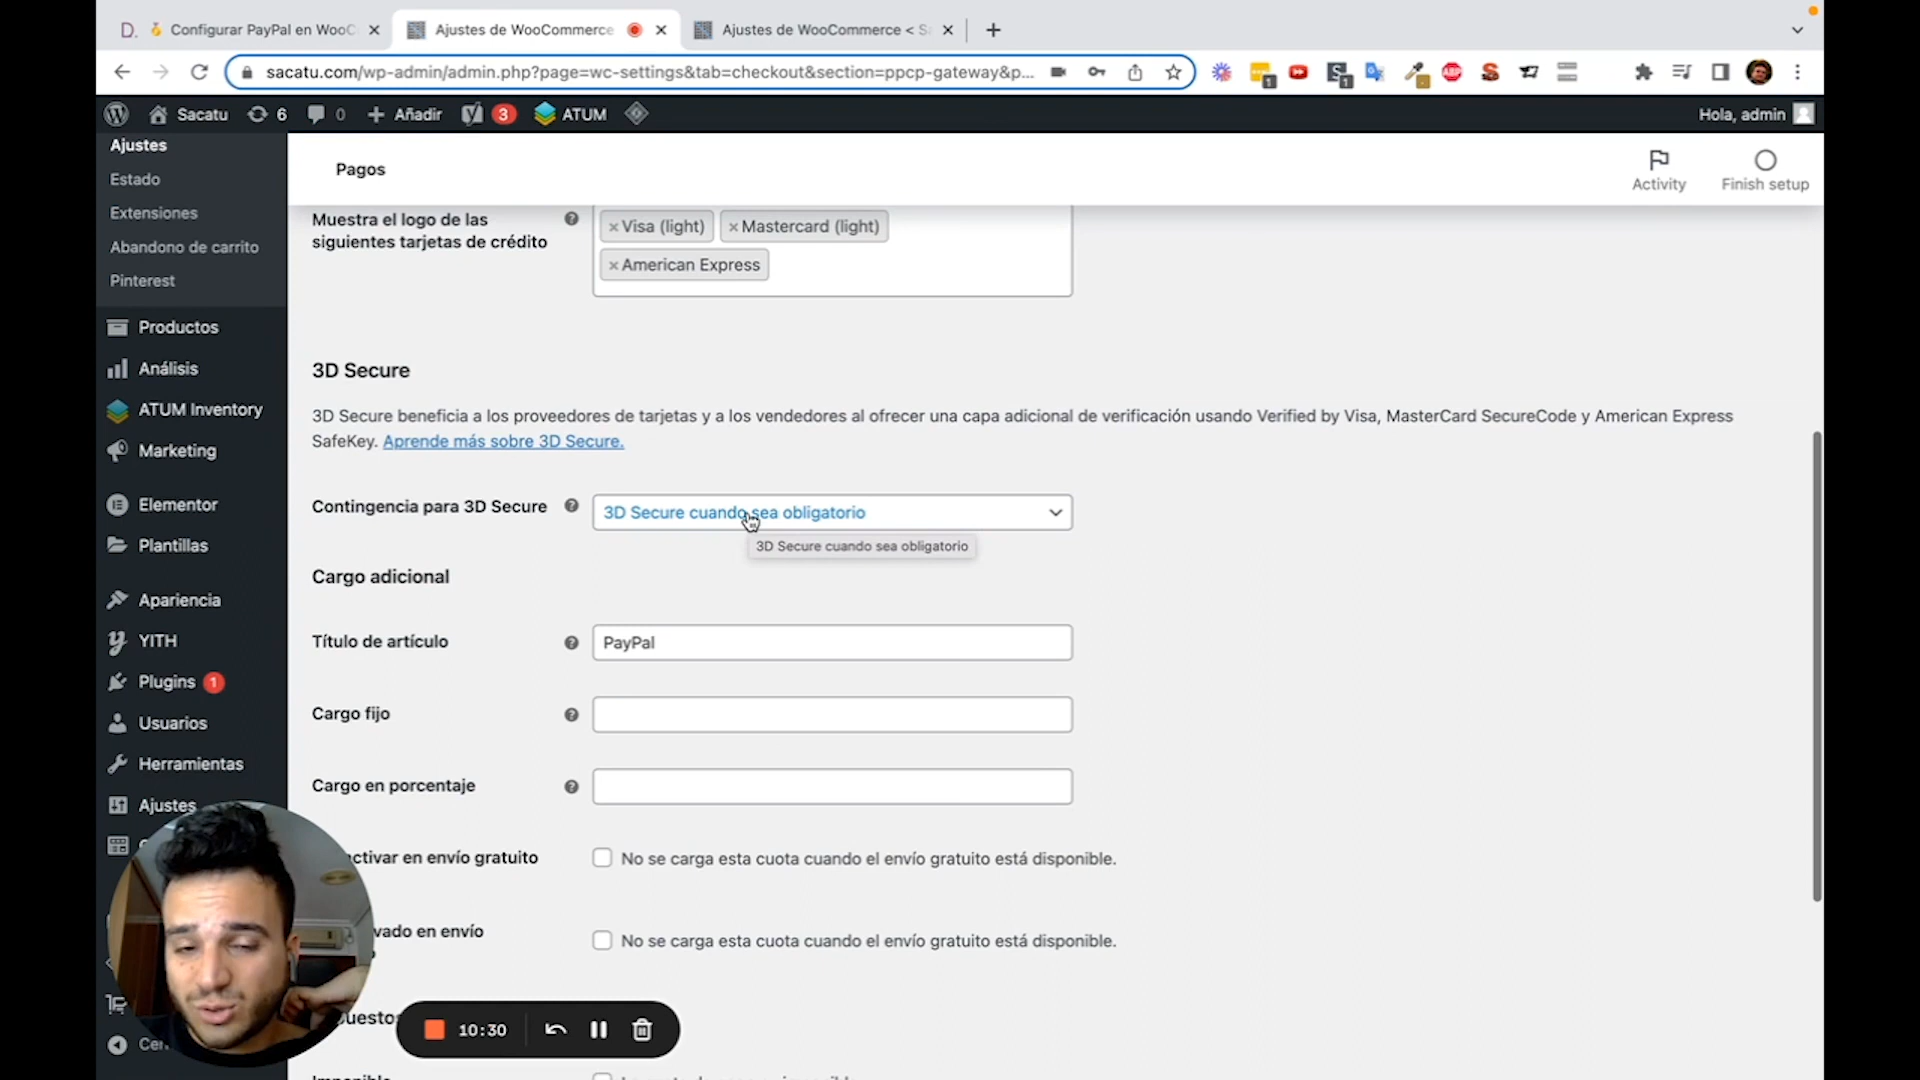 D. Configurar PayPal en WooC
Ajustes de WooCommerce
Ajustes de WooCommerce < S
sacatu.com/wp-admin/admin.php?page=wc-settings&tab=checkout&section=ppcp-gateway&p...
Sacatu 6 0 + Añadir 3 ATUM
Hola, admin
Ajustes
Estado
Extensiones
Abandono de carrito
Pinterest
Productos
Análisis
ATUM Inventory
Marketing
Elementor
Plantillas
Apariencia
YITH
Plugins 1
Usuarios
Herramientas
Ajustes
Pagos
Activity
Finish setup
Muestra el logo de las
siguientes tarjetas de crédito
×Visa (light) ×Mastercard (light)
×American Express
3D Secure
3D Secure beneficia a los proveedores de tarjetas y a los vendedores al ofrecer una capa adicional de verificación usando Verified by Visa, MasterCard SecureCode y American Express
SafeKey. Aprende más sobre 3D Secure.
Contingencia para 3D Secure
3D Secure cuando sea obligatorio
3D Secure cuando sea obligatorio
Cargo adicional
Título de artículo
PayPal
Cargo fijo
Cargo en porcentaje
activar en envío gratuito
No se carga esta cuota cuando el envío gratuito está disponible.
vado en envío
No se carga esta cuota cuando el envío gratuito está disponible.
10:30